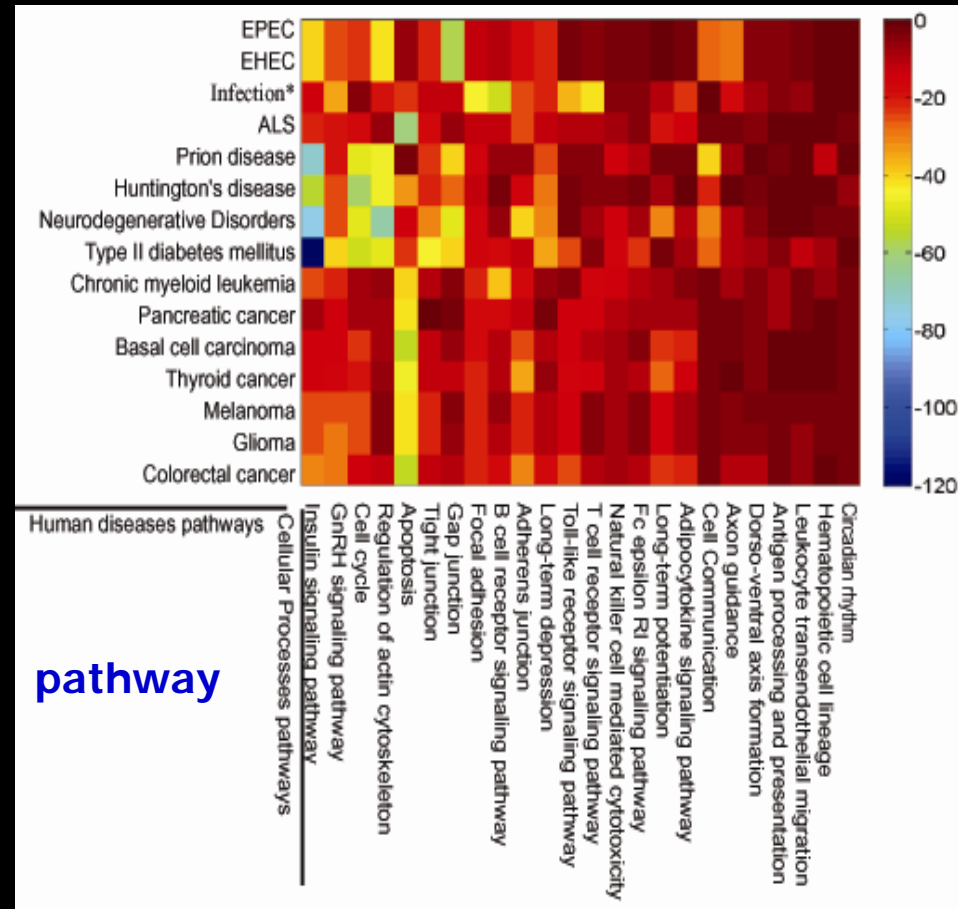 EPEC
EHEC
Infection*
ALS
Prion disease
Huntington's disease
Neurodegenerative Disorders
Type II diabetes mellitus
Chronic myeloid leukemia
Pancreatic cancer
Basal cell carcinoma
Thyroid cancer
Melanoma
Glioma
Colorectal cancer
0
-20
-40
-60
-80
-100
-120
Human diseases pathways
Cellular Processes pathways
Insulin signaling pathway
GnRH signaling pathway
Cell cycle
Regulation of actin cytoskeleton
Apoptosis
Tight junction
Gap junction
Focal adhesion
B cell receptor signaling pathway
Adherens junction
Long-term depression
Toll-like receptor signaling pathway
T cell receptor signaling pathway
Natural killer cell mediated cytotoxicity
Fc epsilon RI signaling pathway
Long-term potentiation
Adipocytokine signaling pathway
Cell Communication
Axon guidance
Dorso-ventral axis formation
Antigen processing and presentation
Leukocyte transendothelial migration
Hematopoietic cell lineage
Circadian rhythm
pathway